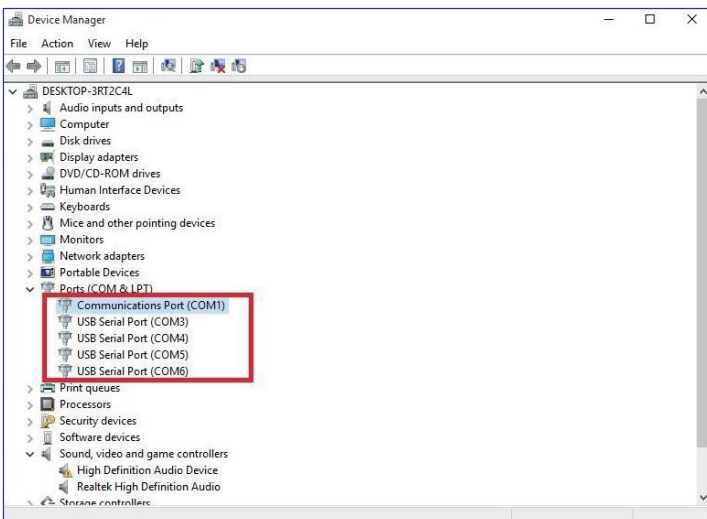 Device Manager
File Action View Help
DESKTOP-3RT2C4L
Audio inputs and outputs
Computer
Disk drives
Display adapters
DVD/CD-ROM drives
Human Interface Devices
Keyboards
Mice and other pointing devices
Monitors
Network adapters
Portable Devices
Ports (COM & LPT)
Communications Port (COM1)
USB Serial Port (COM3)
USB Serial Port (COM4)
USB Serial Port (COM5)
USB Serial Port (COM6)
Print queues
Processors
Security devices
Software devices
Sound, video and game controllers
High Definition Audio Device
Realtek High Definition Audio
Storage controllers